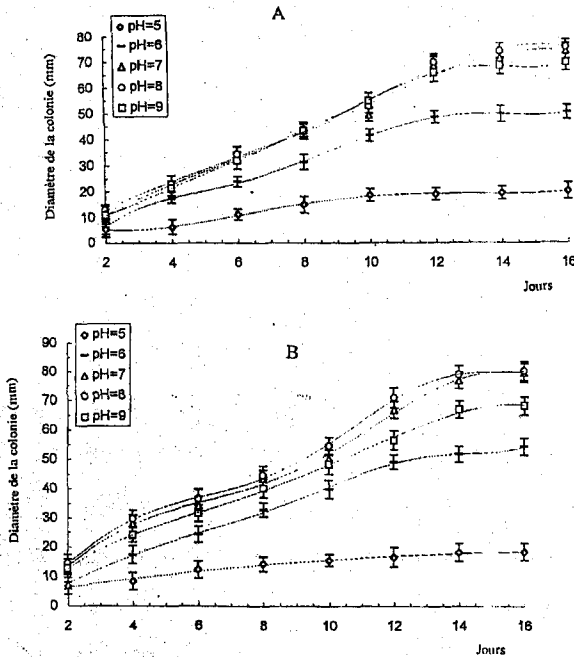 A
pH=5
pH=6
pH=7
pH=8
pH=9
Diamètre de la colonie (mm)
80
70
60
50
40
30
20
10
0
2 4 6 8 10 12 14 16
Jours
B
pH=5
pH=6
pH=7
pH=8
pH=9
Diamètre de la colonie (mm)
90
80
70
60
50
40
30
20
10
0
2 4 6 8 10 12 14 16
Jours